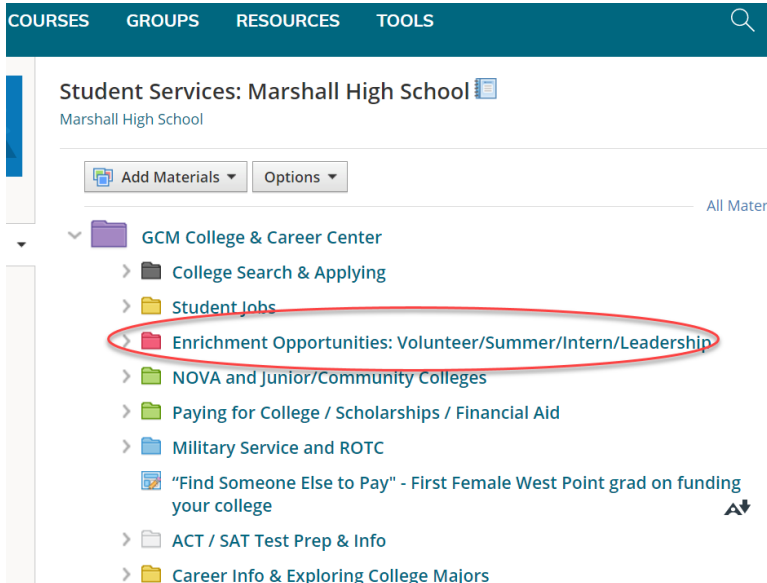 COURSES GROUPS RESOURCES TOOLS
Student Services: Marshall High School
Marshall High School
Add Materials Options
All Mater
GCM College & Career Center
College Search & Applying
Student Jobs
Enrichment Opportunities: Volunteer/Summer/Intern/Leadership
NOVA and Junior/Community Colleges
Paying for College / Scholarships / Financial Aid
Military Service and ROTC
“Find Someone Else to Pay" - First Female West Point grad on funding
your college
ACT / SAT Test Prep & Info
Career Info & Exploring College Majors